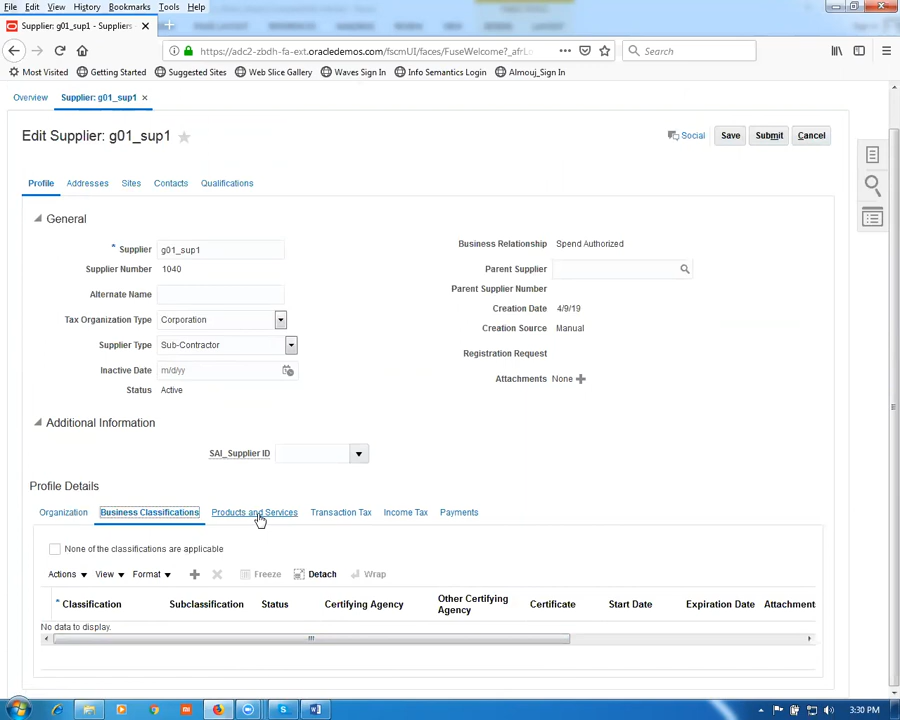 File Edit View History Bookmarks Tools Help
Supplier: g01_sup1 - Suppliers
https://adc2-zbdh-fa-ext.oracledemos.com/fscmUI/faces/FuseWelcome?_afrLo
Search
Most Visited Getting Started Suggested Sites Web Slice Gallery Waves Sign In Info Semantics Login Almouj_Sign In
Overview Supplier: g01_sup1
Edit Supplier: g01_sup1
Social Save Submit Cancel
Profile Addresses Sites Contacts Qualifications
General
* Supplier g01_sup1
Supplier Number 1040
Alternate Name
Tax Organization Type Corporation
Supplier Type Sub-Contractor
Inactive Date m/d/yy
Status Active
Business Relationship Spend Authorized
Parent Supplier
Parent Supplier Number
Creation Date 4/9/19
Creation Source Manual
Registration Request
Attachments None
Additional Information
SAI_Supplier ID
Profile Details
Organization Business Classifications Products and Services Transaction Tax Income Tax Payments
None of the classifications are applicable
Actions View Format Freeze Detach Wrap
* Classification Subclassification Status Certifying Agency Other Certifying Agency Certificate Start Date Expiration Date Attachment
No data to display.
3:30 PM